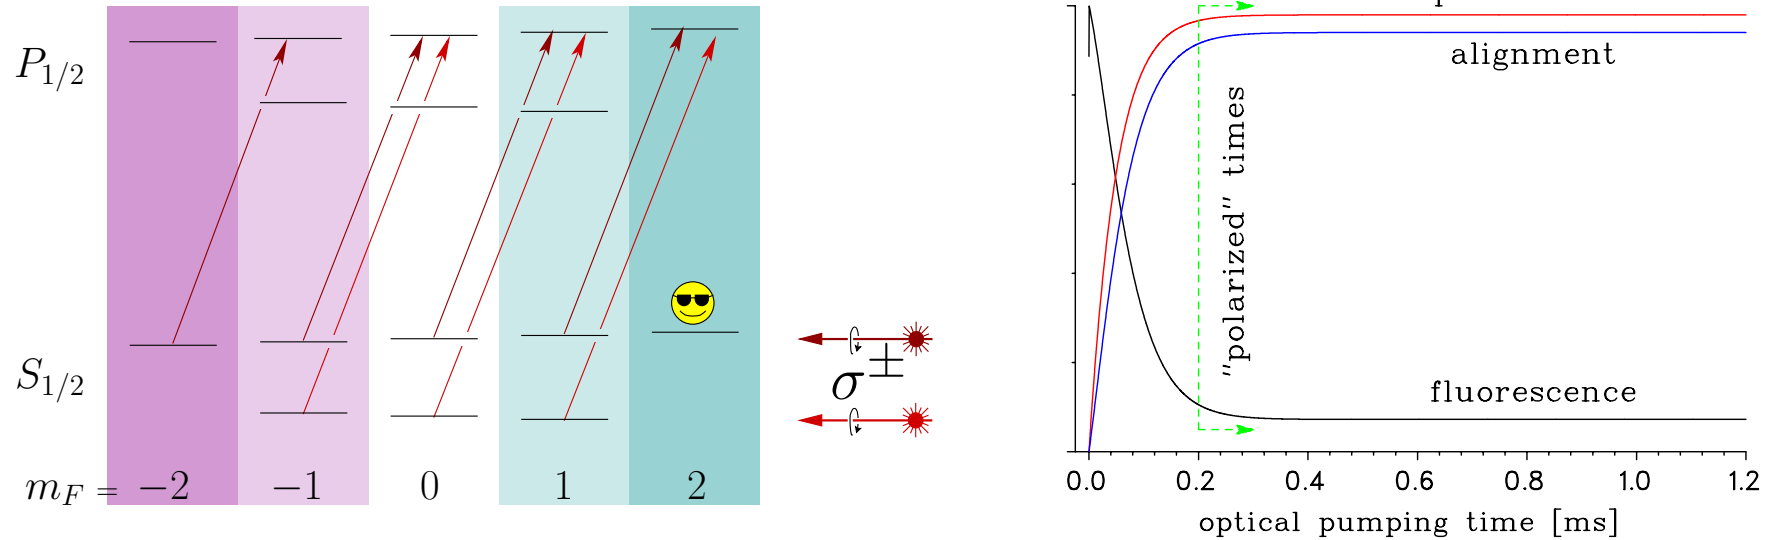 P1/2
S1/2
mF = −2 −1 0 1 2
σ±
alignment
"polarized" times
fluorescence
0.0 0.2 0.4 0.6 0.8 1.0 1.2
optical pumping time [ms]